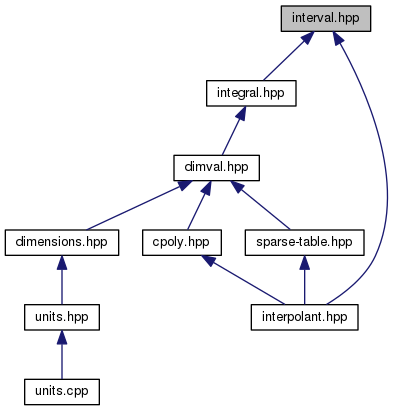 interval.hpp
integral.hpp
dimval.hpp
dimensions.hpp
cpoly.hpp
sparse-table.hpp
units.hpp
interpolant.hpp
units.cpp